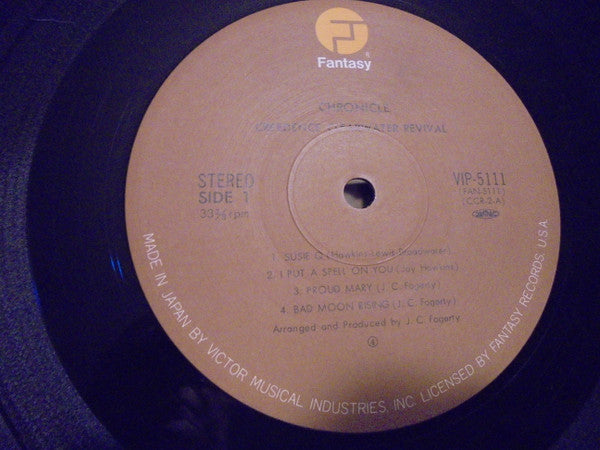 Fantasy
®
CHRONICLE
CREEDENCE CLEARWATER REVIVAL
STEREO
SIDE 1
33⅓ rpm
VIP-5111
(FAN-5111)
(CCR-2-A)
1. SUSIE Q (Hawkins-Lewis-Broadwater)
2. I PUT A SPELL ON YOU (Jay Hawkins)
3. PROUD MARY (J. C. Fogerty)
4. BAD MOON RISING (J. C. Fogerty)
Arranged and Produced by J. C. Fogerty
④
MADE IN JAPAN BY VICTOR MUSICAL INDUSTRIES, INC. LICENSED BY FANTASY RECORDS, U.S.A.